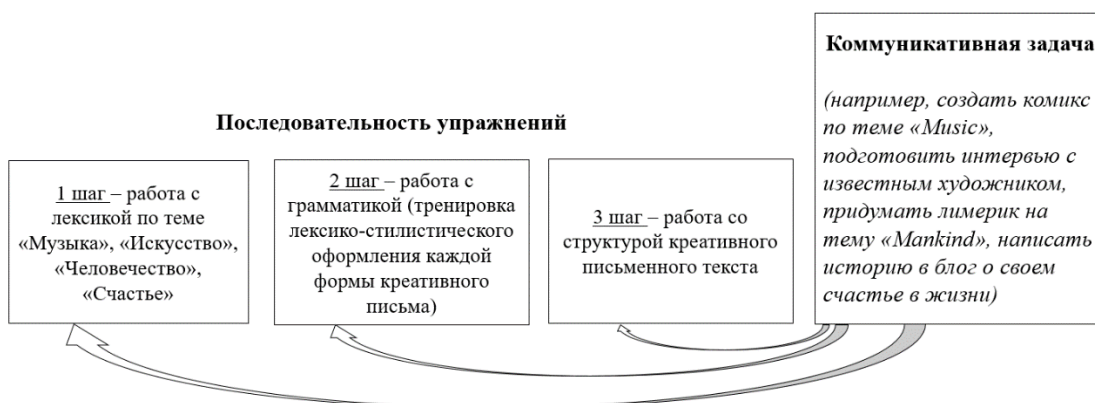 Последовательность упражнений
1 шаг – работа с
лексикой по теме
«Музыка», «Искусство»,
«Человечество»,
«Счастье»
2 шаг – работа с
грамматикой (тренировка
лексико-стилистического
оформления каждой
формы креативного
письма)
3 шаг – работа со
структурой креативного
письменного текста
Коммуникативная задача
(например, создать комикс
по теме «Music»,
подготовить интервью с
известным художником,
придумать лимерик на
тему «Mankind», написать
историю в блог о своем
счастье в жизни)